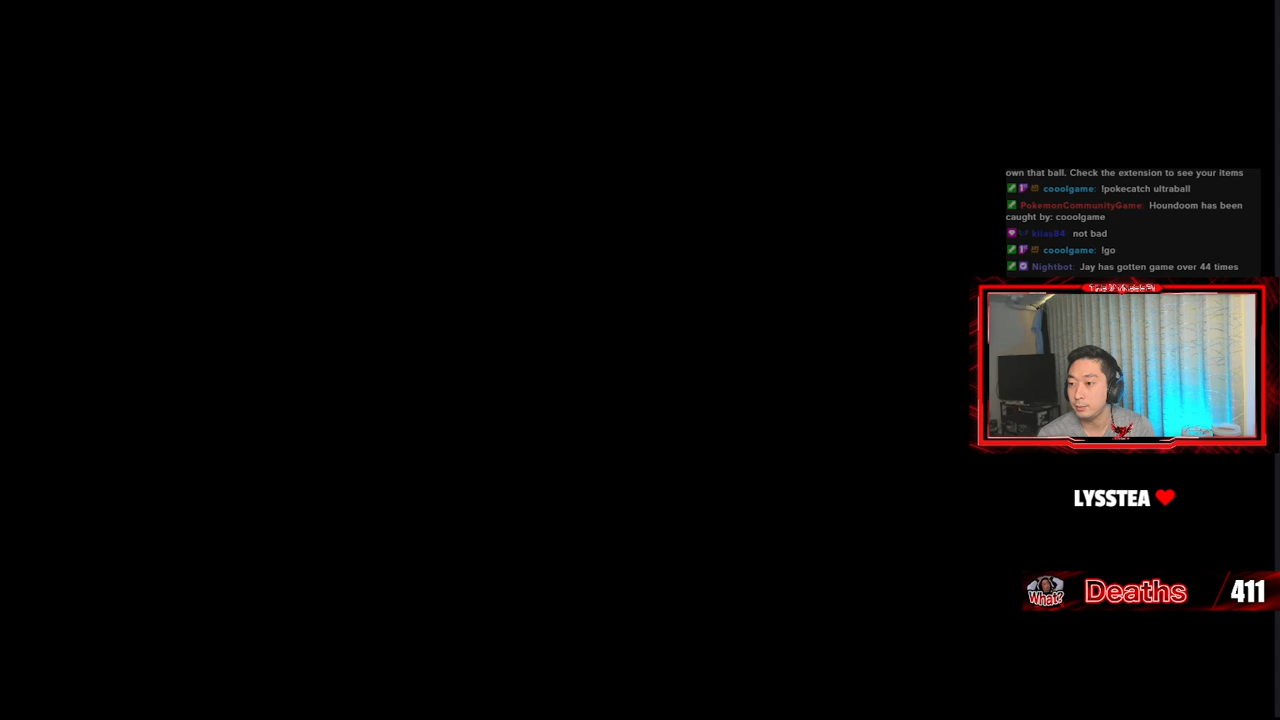 own that ball. Check the extension to see your items
cooolgame: !pokecatch ultraball
PokemonCommunityGame: Houndoom has been
caught by: cooolgame
kiias84: not bad
cooolgame: !go
Nightbot: Jay has gotten game over 44 times
LYSSTEA
What?
Deaths
411